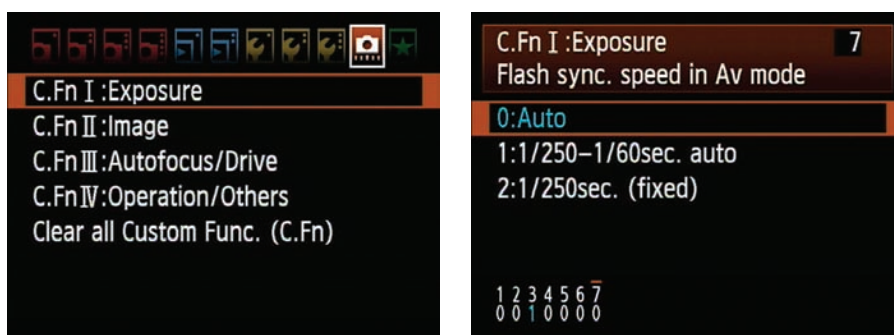 C.Fn I :Exposure
C.Fn II :Image
C.Fn III :Autofocus/Drive
C.Fn IV :Operation/Others
Clear all Custom Func. (C.Fn)
C.Fn I :Exposure 7
Flash sync. speed in Av mode
0:Auto
1:1/250–1/60sec. auto
2:1/250sec. (fixed)
1 2 3 4 5 6 7
0 0 1 0 0 0 0